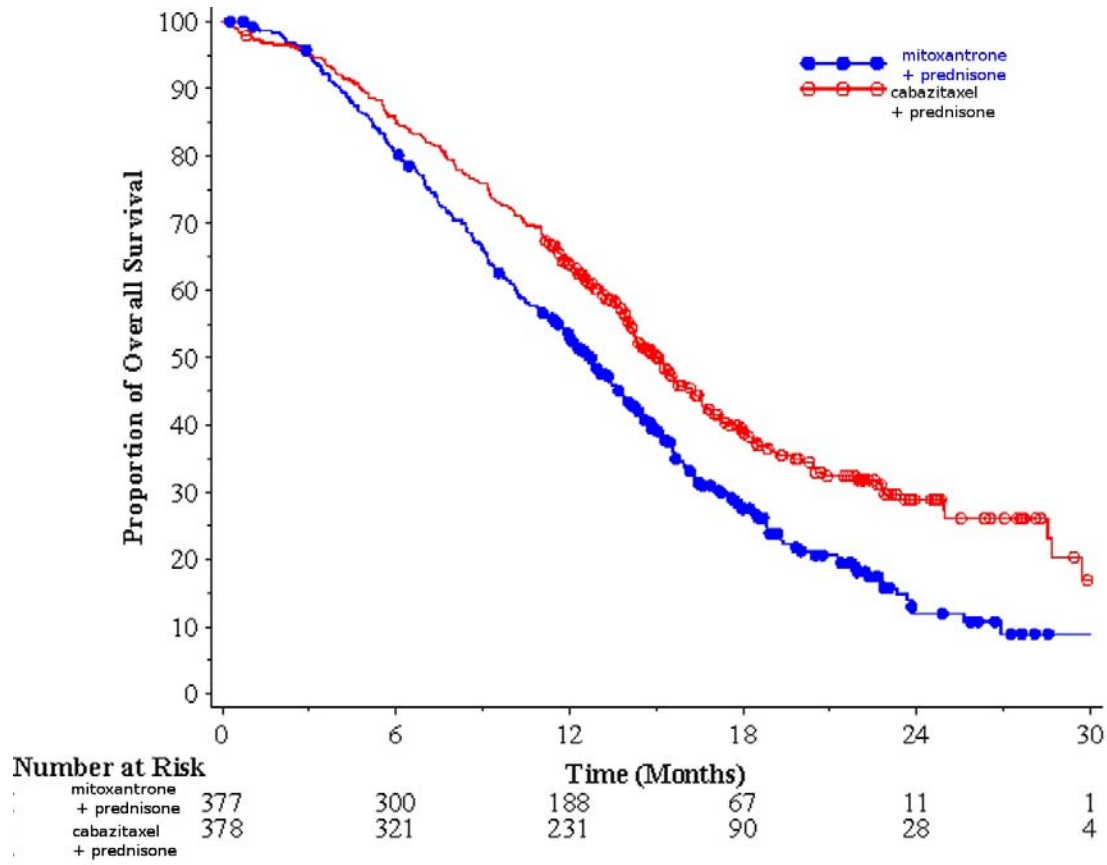 100
90
80
70
60
50
40
30
20
10
0
Proportion of Overall Survival
mitoxantrone
+ prednisone
cabazitaxel
+ prednisone
0 6 12 18 24 30
Time (Months)
Number at Risk
mitoxantrone
+ prednisone 377 300 188 67 11 1
cabazitaxel
+ prednisone 378 321 231 90 28 4